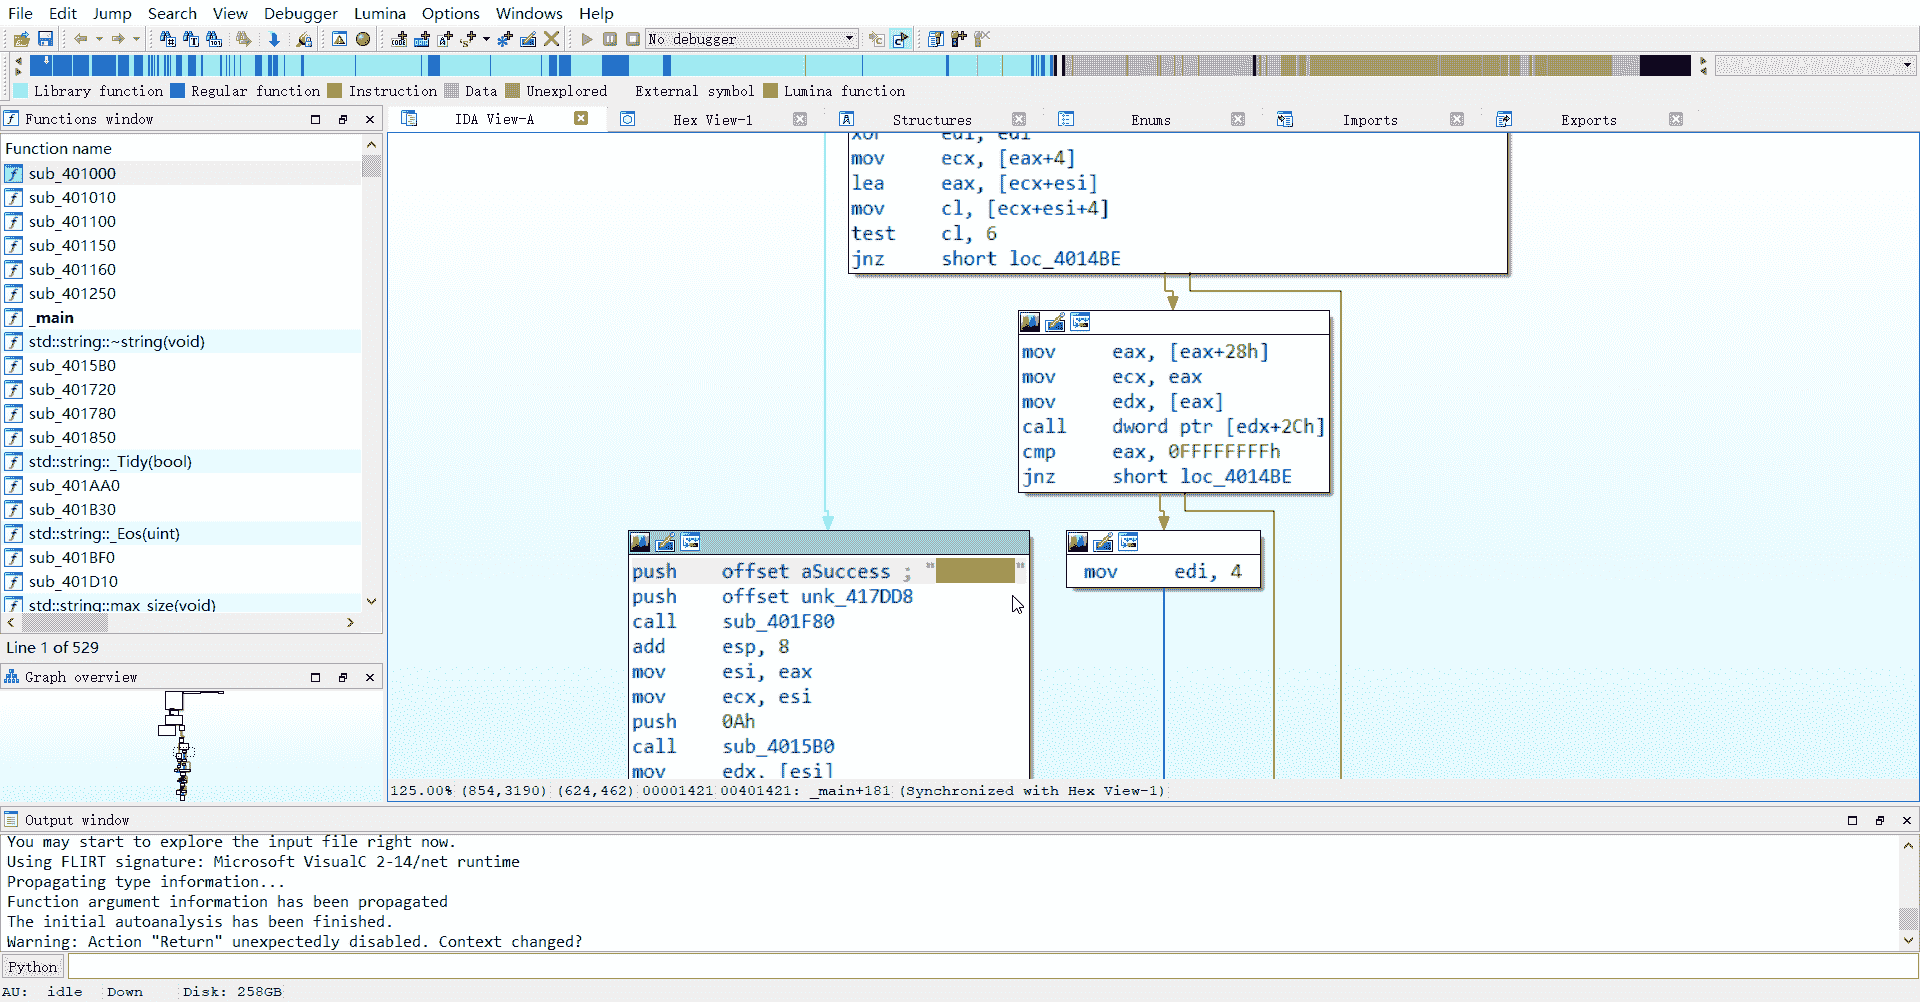 File Edit Jump Search View Debugger Lumina Options Windows Help
No debugger
Library function Regular function Instruction Data Unexplored External symbol Lumina function
Functions window
IDA View-A Hex View-1 Structures Enums Imports Exports
Function name
sub_401000
sub_401010
sub_401100
sub_401150
sub_401160
sub_401250
_main
std::string::~string(void)
sub_4015B0
sub_401720
sub_401780
sub_401850
std::string::_Tidy(bool)
sub_401AA0
sub_401B30
std::string::_Eos(uint)
sub_401BF0
sub_401D10
std::string::max_size(void)
Line 1 of 529
Graph overview
xor edi, edi
mov ecx, [eax+4]
lea eax, [ecx+esi]
mov cl, [ecx+esi+4]
test cl, 6
jnz short loc_4014BE
mov eax, [eax+28h]
mov ecx, eax
mov edx, [eax]
call dword ptr [edx+2Ch]
cmp eax, 0FFFFFFFFh
jnz short loc_4014BE
push offset aSuccess ; " "
push offset unk_417DD8
call sub_401F80
add esp, 8
mov esi, eax
mov ecx, esi
push 0Ah
call sub_4015B0
mov edx, [esi]
mov edi, 4
125.00% (854,3190) (624,462) 00001421 00401421: _main+181 (Synchronized with Hex View-1)
Output window
You may start to explore the input file right now.
Using FLIRT signature: Microsoft VisualC 2-14/net runtime
Propagating type information...
Function argument information has been propagated
The initial autoanalysis has been finished.
Warning: Action "Return" unexpectedly disabled. Context changed?
Python
AU: idle Down Disk: 258GB